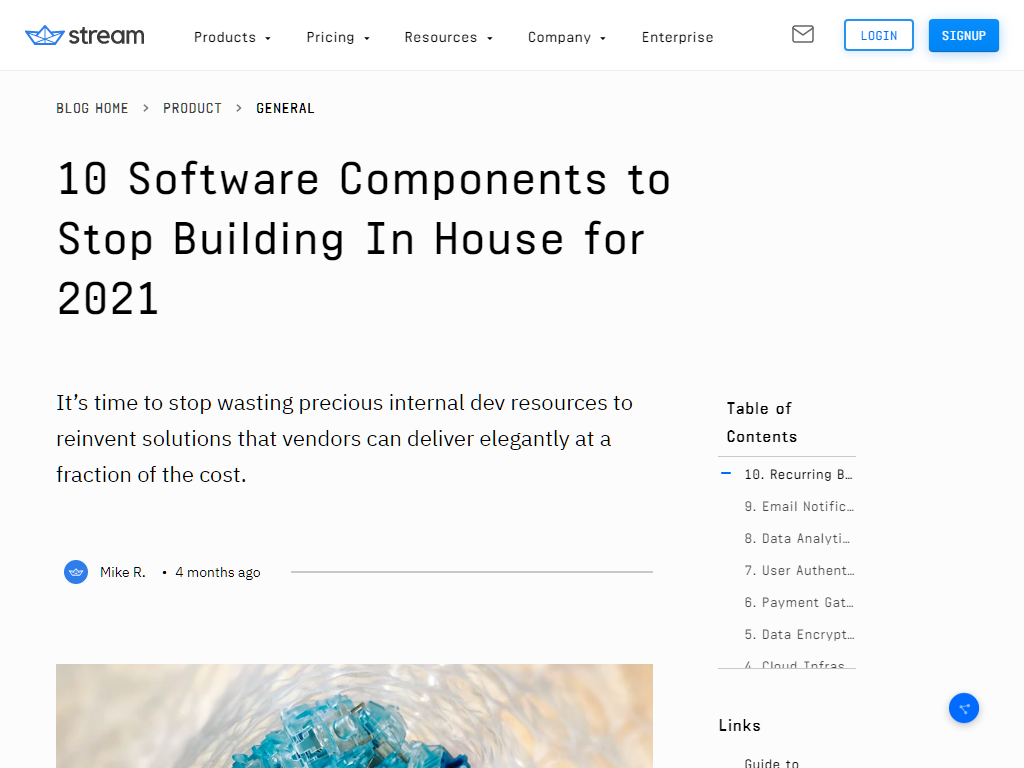 stream
Products
Pricing
Resources
Company
Enterprise
LOGIN
SIGNUP
BLOG HOME > PRODUCT > GENERAL
10 Software Components to
Stop Building In House for
2021
It's time to stop wasting precious internal dev resources to
reinvent solutions that vendors can deliver elegantly at a
fraction of the cost.
Mike R. • 4 months ago
Table of
Contents
10. Recurring B…
9. Email Notific…
8. Data Analyti…
7. User Authent…
6. Payment Gat…
5. Data Encrypt…
4. Cloud Infras…
Links
Guide to